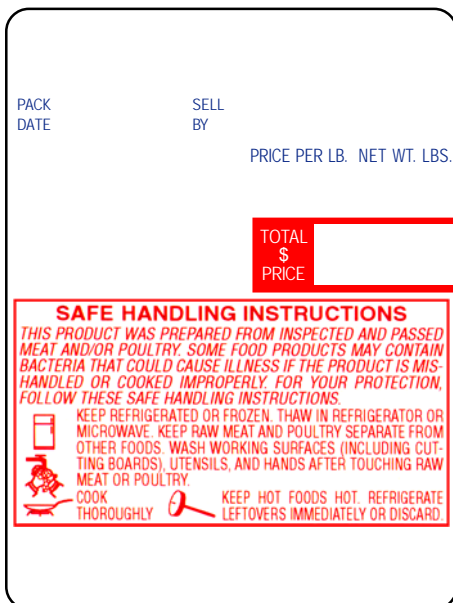 PACK SELL
DATE BY
PRICE PER LB. NET WT. LBS.
TOTAL
$
PRICE
SAFE HANDLING INSTRUCTIONS
THIS PRODUCT WAS PREPARED FROM INSPECTED AND PASSED
MEAT AND/OR POULTRY. SOME FOOD PRODUCTS MAY CONTAIN
BACTERIA THAT COULD CAUSE ILLNESS IF THE PRODUCT IS MIS-
HANDLED OR COOKED IMPROPERLY. FOR YOUR PROTECTION,
FOLLOW THESE SAFE HANDLING INSTRUCTIONS.
KEEP REFRIGERATED OR FROZEN. THAW IN REFRIGERATOR OR
MICROWAVE. KEEP RAW MEAT AND POULTRY SEPARATE FROM
OTHER FOODS. WASH WORKING SURFACES (INCLUDING CUT-
TING BOARDS), UTENSILS, AND HANDS AFTER TOUCHING RAW
MEAT OR POULTRY.
COOK KEEP HOT FOODS HOT. REFRIGERATE
THOROUGHLY LEFTOVERS IMMEDIATELY OR DISCARD.